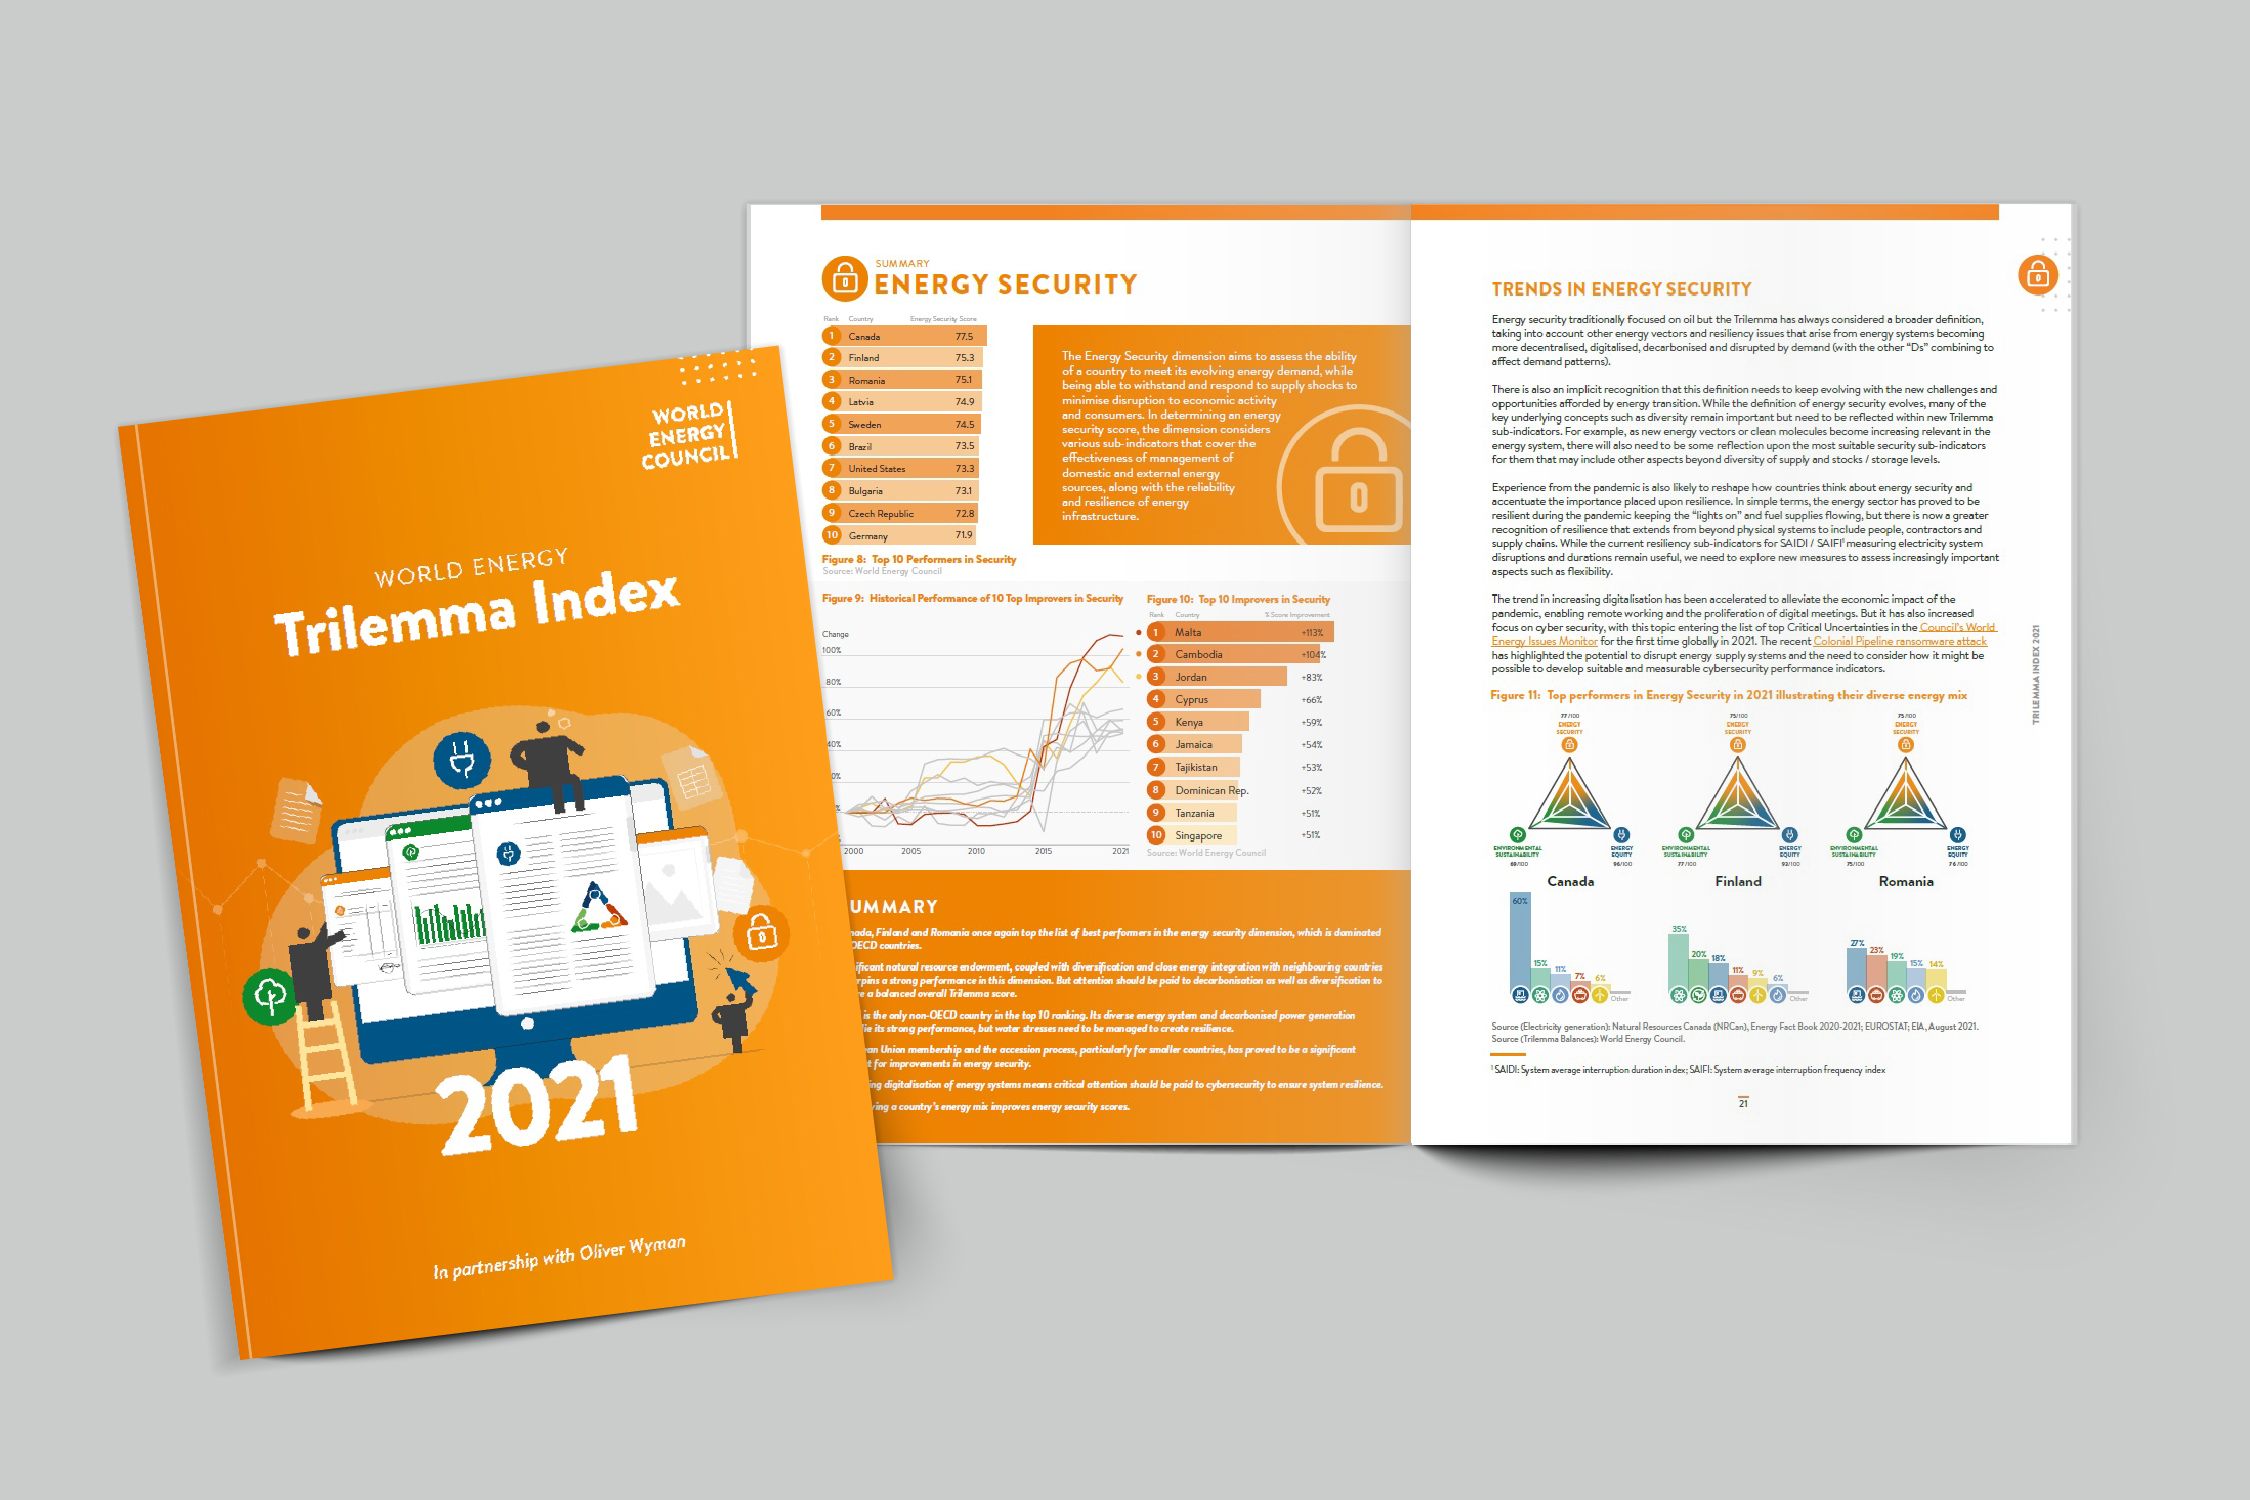 WORLD
ENERGY
COUNCIL
WORLD ENERGY
Trilemma Index
2021
In partnership with Oliver Wyman
SUMMARY
ENERGY SECURITY
Rank Country Energy Security Score
1 Canada 77.5
2 Finland 75.3
3 Romania 75.1
4 Latvia 74.9
5 Sweden 74.5
6 Brazil 73.5
7 United States 73.3
8 Bulgaria 73.1
9 Czech Republic 72.8
10 Germany 71.9
Figure 8: Top 10 Performers in Security
Source: World Energy Council
The Energy Security dimension aims to assess the ability
of a country to meet its evolving energy demand, while
being able to withstand and respond to supply shocks to
minimise disruption to economic activity
and consumers. In determining an energy
security score, the dimension considers
various sub-indicators that cover the
effectiveness of management of
domestic and external energy
sources, along with the reliability
and resilience of energy
infrastructure.
Figure 9: Historical Performance of 10 Top Improvers in Security
Change
100%
80%
60%
40%
0%
%
2000 2005 2010 2015 2021
Figure 10: Top 10 Improvers in Security
Rank Country % Score Improvement
1 Malta +113%
2 Cambodia +104%
3 Jordan +83%
4 Cyprus +66%
5 Kenya +59%
6 Jamaica +54%
7 Tajikistan +53%
8 Dominican Rep. +52%
9 Tanzania +51%
10 Singapore +51%
Source: World Energy Council
UMMARY
nada, Finland and Romania once again top the list of best performers in the energy security dimension, which is dominated
OECD countries.
ificant natural resource endowment, coupled with diversification and close energy integration with neighbouring countries
rpins a strong performance in this dimension. But attention should be paid to decarbonisation as well as diversification to
e a balanced overall Trilemma score.
is the only non-OECD country in the top 10 ranking. Its diverse energy system and decarbonised power generation
lie its strong performance, but water stresses need to be managed to create resilience.
an Union membership and the accession process, particularly for smaller countries, has proved to be a significant
t for improvements in energy security.
ing digitalisation of energy systems means critical attention should be paid to cybersecurity to ensure system resilience.
ying a country's energy mix improves energy security scores.
TRENDS IN ENERGY SECURITY
Energy security traditionally focused on oil but the Trilemma has always considered a broader definition,
taking into account other energy vectors and resiliency issues that arise from energy systems becoming
more decentralised, digitalised, decarbonised and disrupted by demand (with the other “Ds” combining to
affect demand patterns).
There is also an implicit recognition that this definition needs to keep evolving with the new challenges and
opportunities afforded by energy transition. While the definition of energy security evolves, many of the
key underlying concepts such as diversity remain important but need to be reflected within new Trilemma
sub-indicators. For example, as new energy vectors or clean molecules become increasing relevant in the
energy system, there will also need to be some reflection upon the most suitable security sub-indicators
for them that may include other aspects beyond diversity of supply and stocks / storage levels.
Experience from the pandemic is also likely to reshape how countries think about energy security and
accentuate the importance placed upon resilience. In simple terms, the energy sector has proved to be
resilient during the pandemic keeping the “lights on” and fuel supplies flowing, but there is now a greater
recognition of resilience that extends from beyond physical systems to include people, contractors and
supply chains. While the current resiliency sub-indicators for SAIDI / SAIFI¹ measuring electricity system
disruptions and durations remain useful, we need to explore new measures to assess increasingly important
aspects such as flexibility.
The trend in increasing digitalisation has been accelerated to alleviate the economic impact of the
pandemic, enabling remote working and the proliferation of digital meetings. But it has also increased
focus on cyber security, with this topic entering the list of top Critical Uncertainties in the Council's World
Energy Issues Monitor for the first time globally in 2021. The recent Colonial Pipeline ransomware attack
has highlighted the potential to disrupt energy supply systems and the need to consider how it might be
possible to develop suitable and measurable cybersecurity performance indicators.
Figure 11: Top performers in Energy Security in 2021 illustrating their diverse energy mix
77/100 75/100 75/100
ENERGY SECURITY ENERGY SECURITY ENERGY SECURITY
ENVIRONMENTAL SUSTAINABILITY ENERGY EQUITY ENVIRONMENTAL SUSTAINABILITY ENERGY EQUITY ENVIRONMENTAL SUSTAINABILITY ENERGY EQUITY
69/100 96/100 77/100 92/100 75/100 76/100
Canada Finland Romania
60% 15% 11% 7% 6% Other
35% 20% 18% 11% 9% 6% Other
27% 23% 19% 15% 14% Other
Source (Electricity generation): Natural Resources Canada (NRCan), Energy Fact Book 2020-2021; EUROSTAT; EIA, August 2021.
Source (Trilemma Balances): World Energy Council.
¹ SAIDI: System average interruption duration index; SAIFI: System average interruption frequency index
21
TRILEMMA INDEX 2021